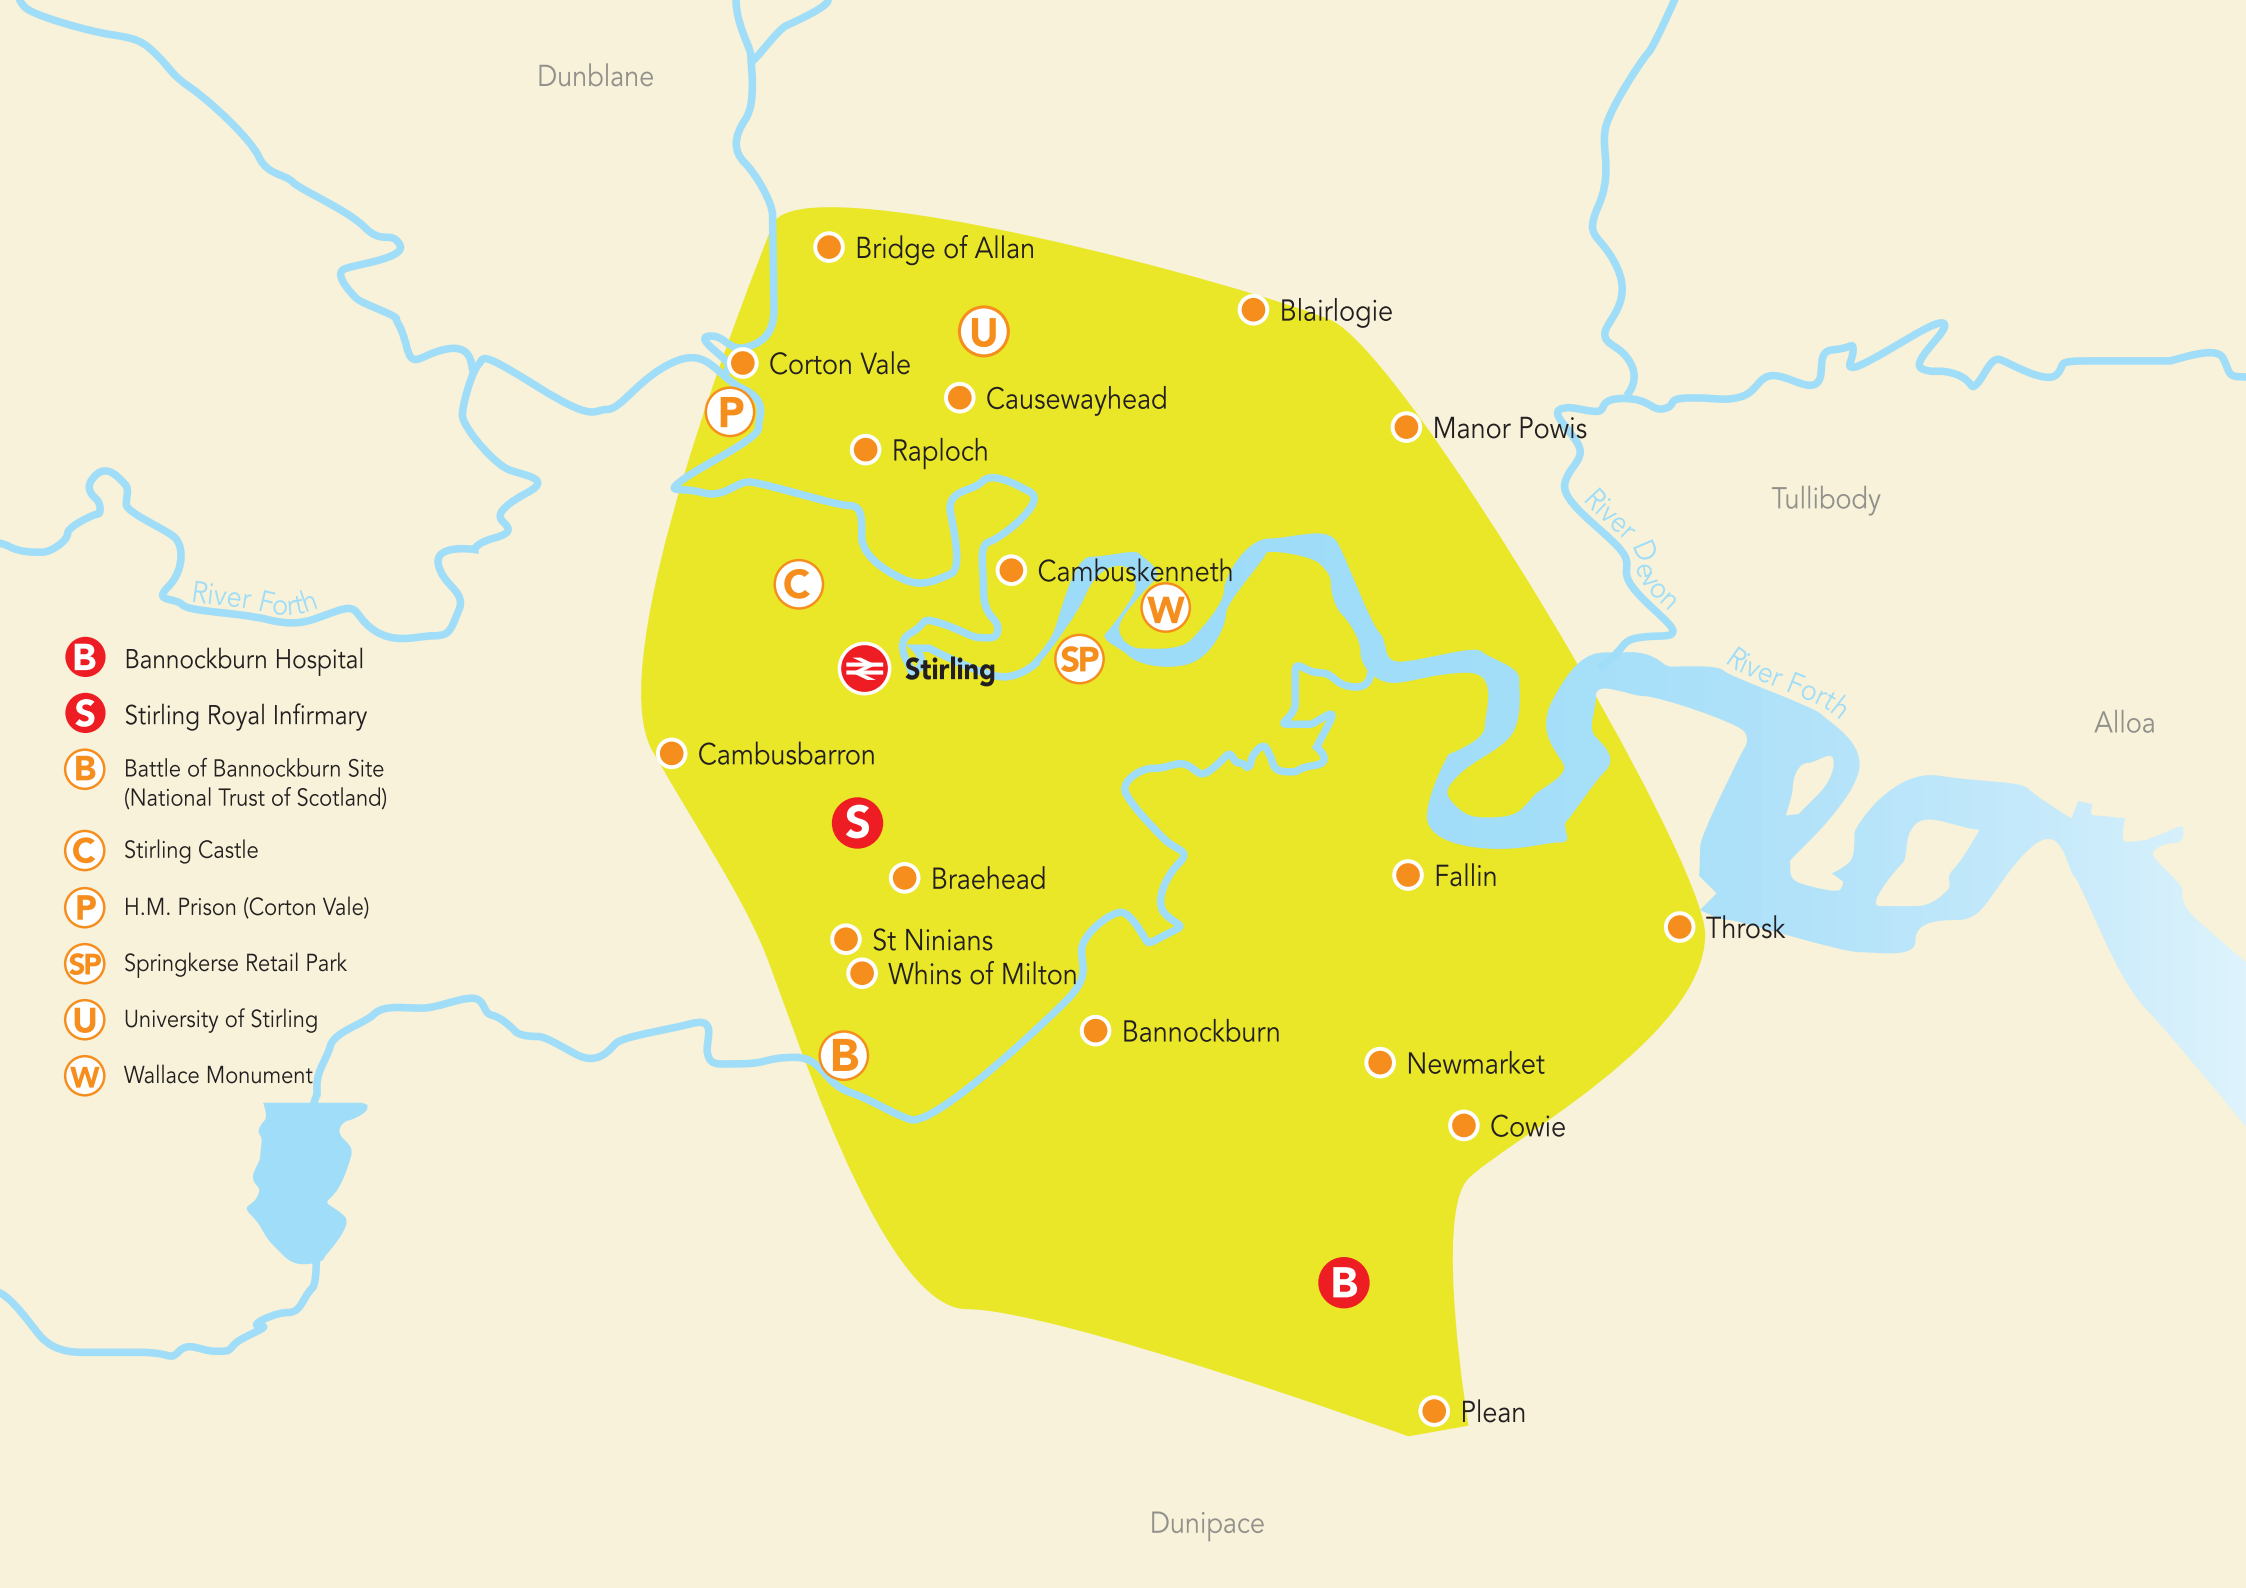 Dunblane
Bridge of Allan
Blairlogie
U
Corton Vale
Causewayhead
P
Manor Powis
Raploch
Tullibody
River Devon
Cambuskenneth
C
River Forth
W
SP
Stirling
River Forth
Alloa
Cambusbarron
S
Braehead
Fallin
Throsk
St Ninians
Whins of Milton
Bannockburn
B
Newmarket
Cowie
B
Plean
Dunipace
B Bannockburn Hospital
S Stirling Royal Infirmary
B Battle of Bannockburn Site
(National Trust of Scotland)
C Stirling Castle
P H.M. Prison (Corton Vale)
SP Springkerse Retail Park
U University of Stirling
W Wallace Monument